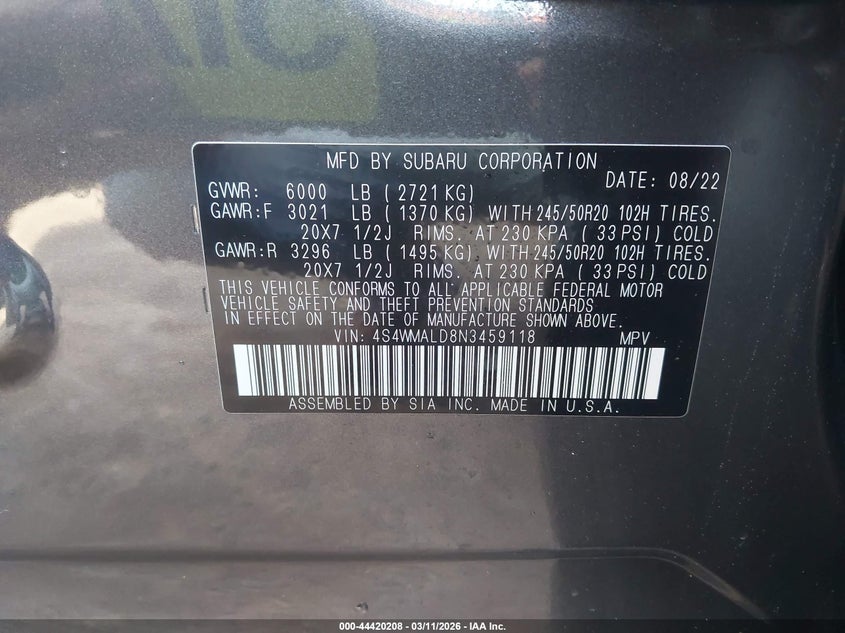 MFD BY SUBARU CORPORATION
DATE: 08/22
GVWR: 6000 LB ( 2721 KG)
GAWR:F 3021 LB ( 1370 KG) WITH 245/50R20 102H TIRES.
20X7 1/2J RIMS. AT 230 KPA ( 33 PSI) COLD
GAWR:R 3296 LB ( 1495 KG) WITH 245/50R20 102H TIRES.
20X7 1/2J RIMS. AT 230 KPA ( 33 PSI) COLD
THIS VEHICLE CONFORMS TO ALL APPLICABLE FEDERAL MOTOR
VEHICLE SAFETY AND THEFT PREVENTION STANDARDS
IN EFFECT ON THE DATE OF MANUFACTURE SHOWN ABOVE.
VIN: 4S4WMALD8N3459118 MPV
ASSEMBLED BY SIA INC. MADE IN U.S.A.
000-44420208 - 03/11/2026 - IAA Inc.